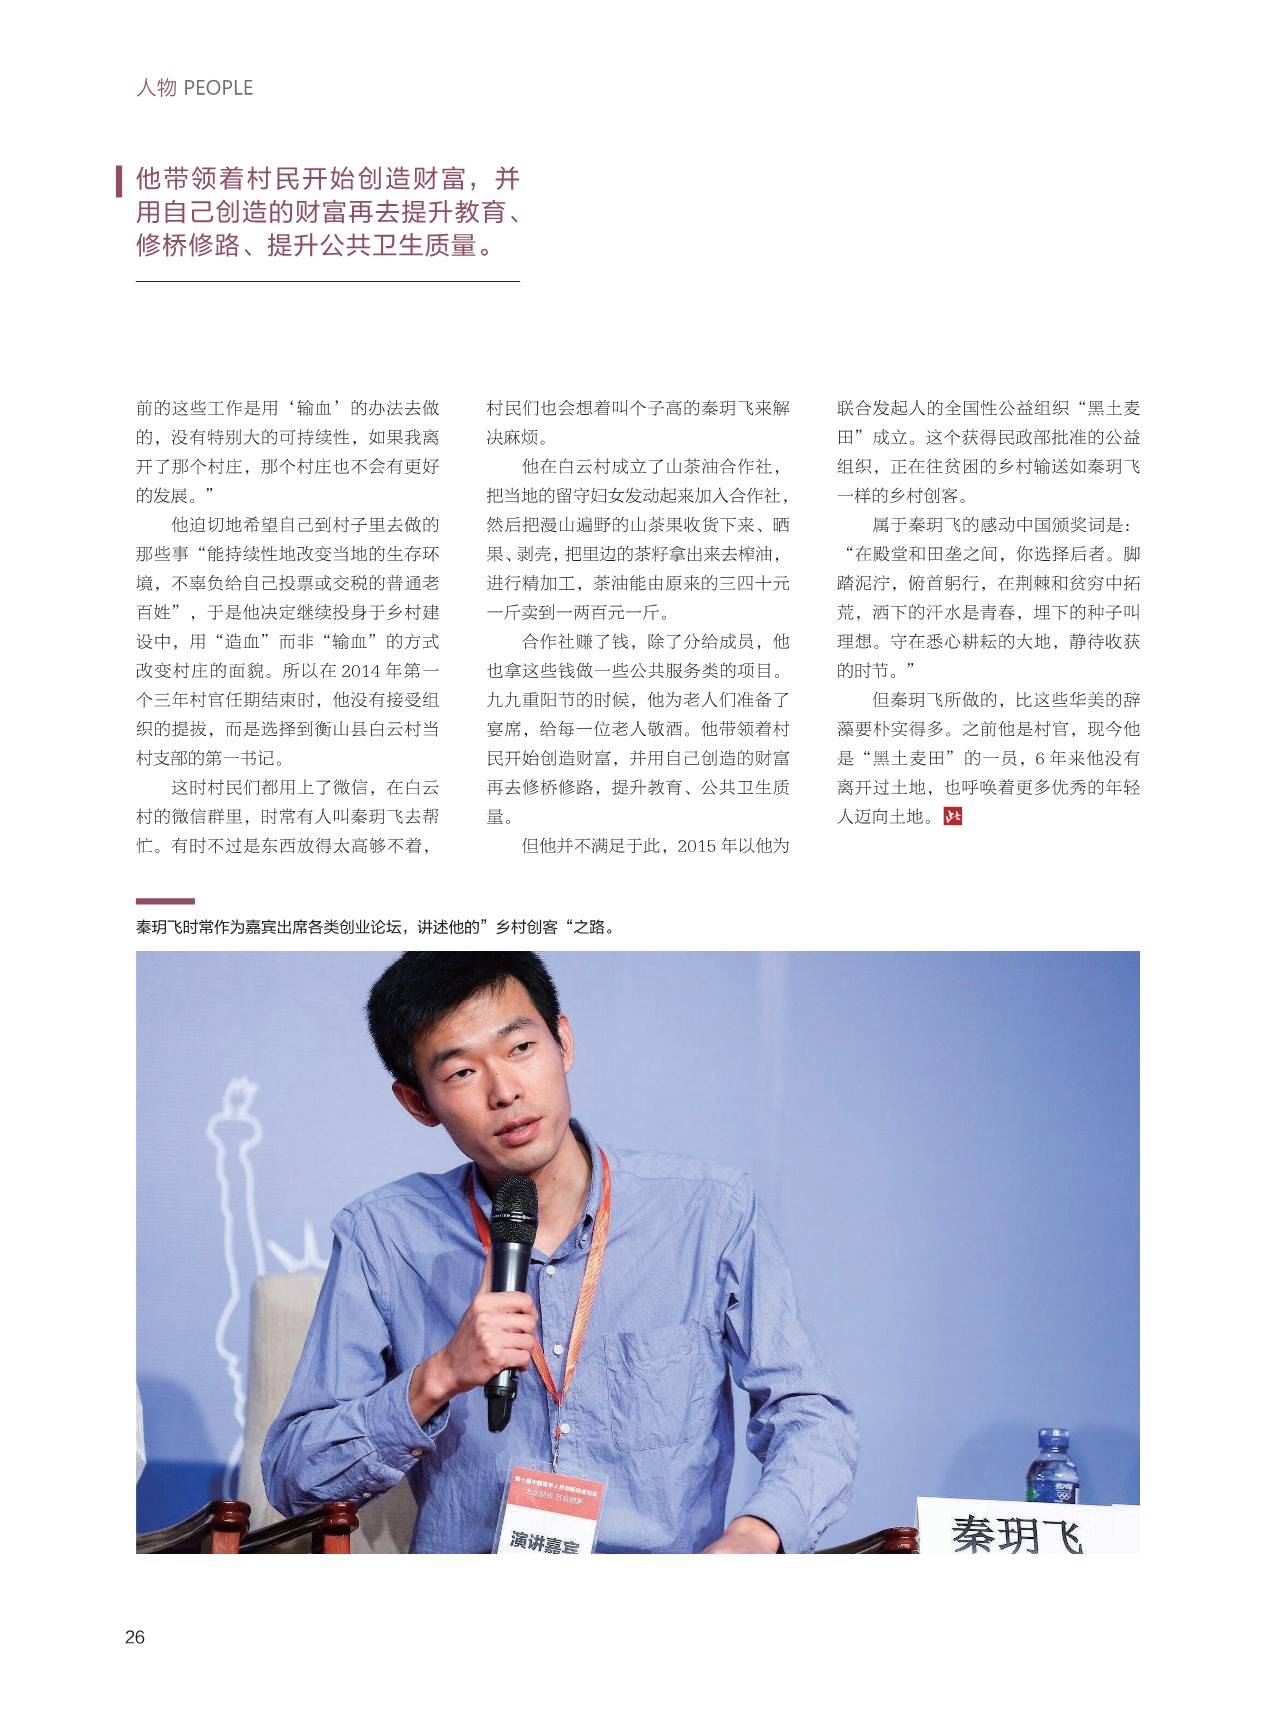 人物 PEOPLE
他带领着村民开始创造财富，并
用自己创造的财富再去提升教育、
修桥修路、提升公共卫生质量。
前的这些工作是用‘输血’的办法去做
的，没有特别大的可持续性，如果我离
开了那个村庄，那个村庄也不会有更好
的发展。”
他迫切地希望自己到村子里去做的
那些事“能持续性地改变当地的生存环
境，不辜负给自己投票或交税的普通老
百姓”，于是他决定继续投身于乡村建
设中，用“造血”而非“输血”的方式
改变村庄的面貌。所以在 2014 年第一
个三年村官任期结束时，他没有接受组
织的提拔，而是选择到衡山县白云村当
村支部的第一书记。
这时村民们都用上了微信，在白云
村的微信群里，时常有人叫秦玥飞去帮
忙。有时不过是东西放得太高够不着，
村民们也会想着叫个子高的秦玥飞来解
决麻烦。
他在白云村成立了山茶油合作社，
把当地的留守妇女发动起来加入合作社，
然后把漫山遍野的山茶果收货下来、晒
果、剥壳，把里边的茶籽拿出来去榨油，
进行精加工，茶油能由原来的三四十元
一斤卖到一两百元一斤。
合作社赚了钱，除了分给成员，他
也拿这些钱做一些公共服务类的项目。
九九重阳节的时候，他为老人们准备了
宴席，给每一位老人敬酒。他带领着村
民开始创造财富，并用自己创造的财富
再去修桥修路，提升教育、公共卫生质
量。
但他并不满足于此，2015 年以他为
联合发起人的全国性公益组织“黑土麦
田”成立。这个获得民政部批准的公益
组织，正在往贫困的乡村输送如秦玥飞
一样的乡村创客。
属于秦玥飞的感动中国颁奖词是：
“在殿堂和田垄之间，你选择后者。脚
踏泥泞，俯首躬行，在荆棘和贫穷中拓
荒，洒下的汗水是青春，埋下的种子叫
理想。守在悉心耕耘的大地，静待收获
的时节。”
但秦玥飞所做的，比这些华美的辞
藻要朴实得多。之前他是村官，现今他
是“黑土麦田”的一员，6 年来他没有
离开过土地，也呼唤着更多优秀的年轻
人迈向土地。
秦玥飞时常作为嘉宾出席各类创业论坛，讲述他的”乡村创客“之路。
大众创业 万众创新
演讲嘉宾
秦玥飞
26